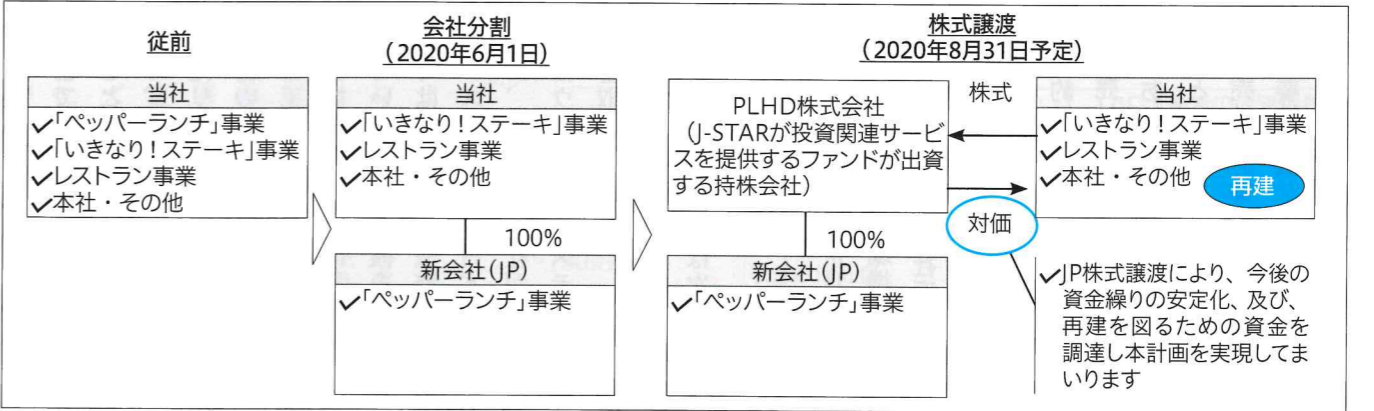 従前
当社
✓「ペッパーランチ」事業
✓「いきなり！ステーキ」事業
✓レストラン事業
✓本社・その他
会社分割
（2020年6月1日）
当社
✓「いきなり！ステーキ」事業
✓レストラン事業
✓本社・その他
100%
新会社（JP）
✓「ペッパーランチ」事業
株式譲渡
（2020年8月31日予定）
PLHD株式会社
（J-STARが投資関連サービ
スを提供するファンドが出資
する持株会社）
100%
新会社（JP）
✓「ペッパーランチ」事業
株式
対価
当社
✓「いきなり！ステーキ」事業
✓レストラン事業
✓本社・その他
再建
✓JP株式譲渡により、今後の
資金繰りの安定化、及び、
再建を図るための資金を
調達し本計画を実現してま
いります